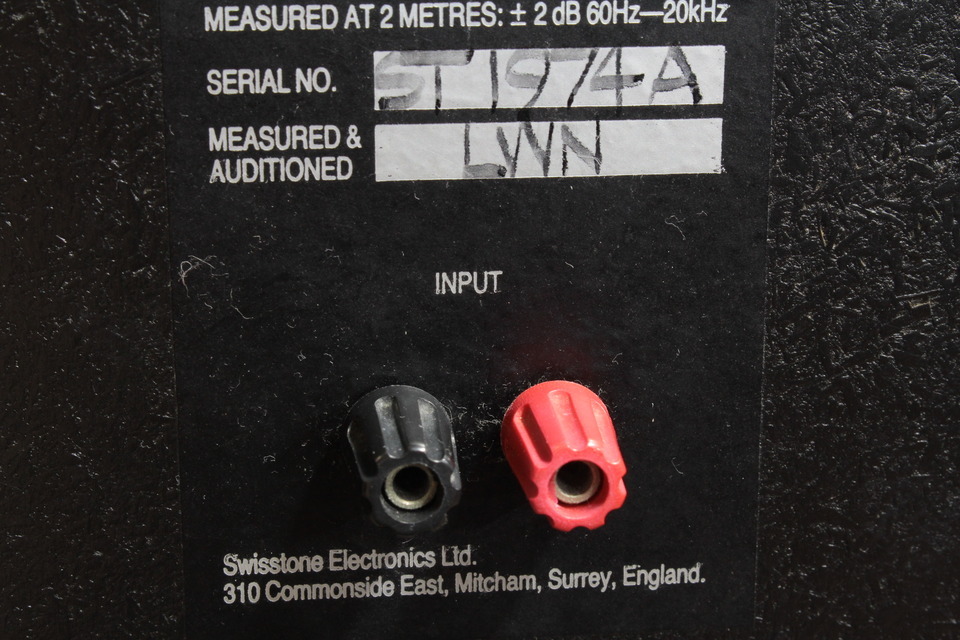 MEASURED AT 2 METRES: ± 2 dB 60Hz—20kHz
SERIAL NO. ST1974A
MEASURED &
AUDITIONED LWN
INPUT
Swisstone Electronics Ltd.
310 Commonside East, Mitcham, Surrey, England.